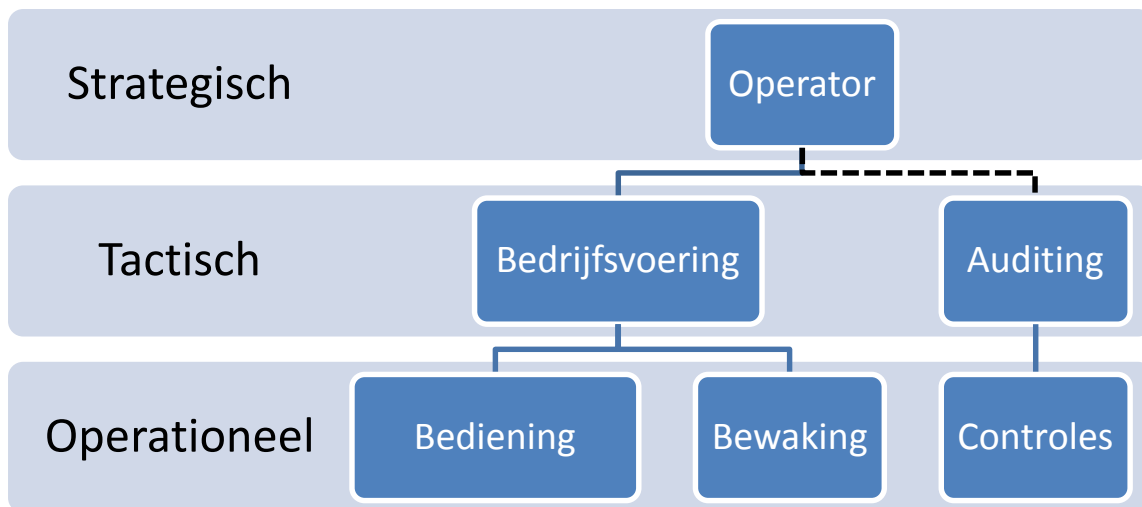 Strategisch
Operator
Tactisch
Bedrijfsvoering
Auditing
Operationeel
Bediening
Bewaking
Controles